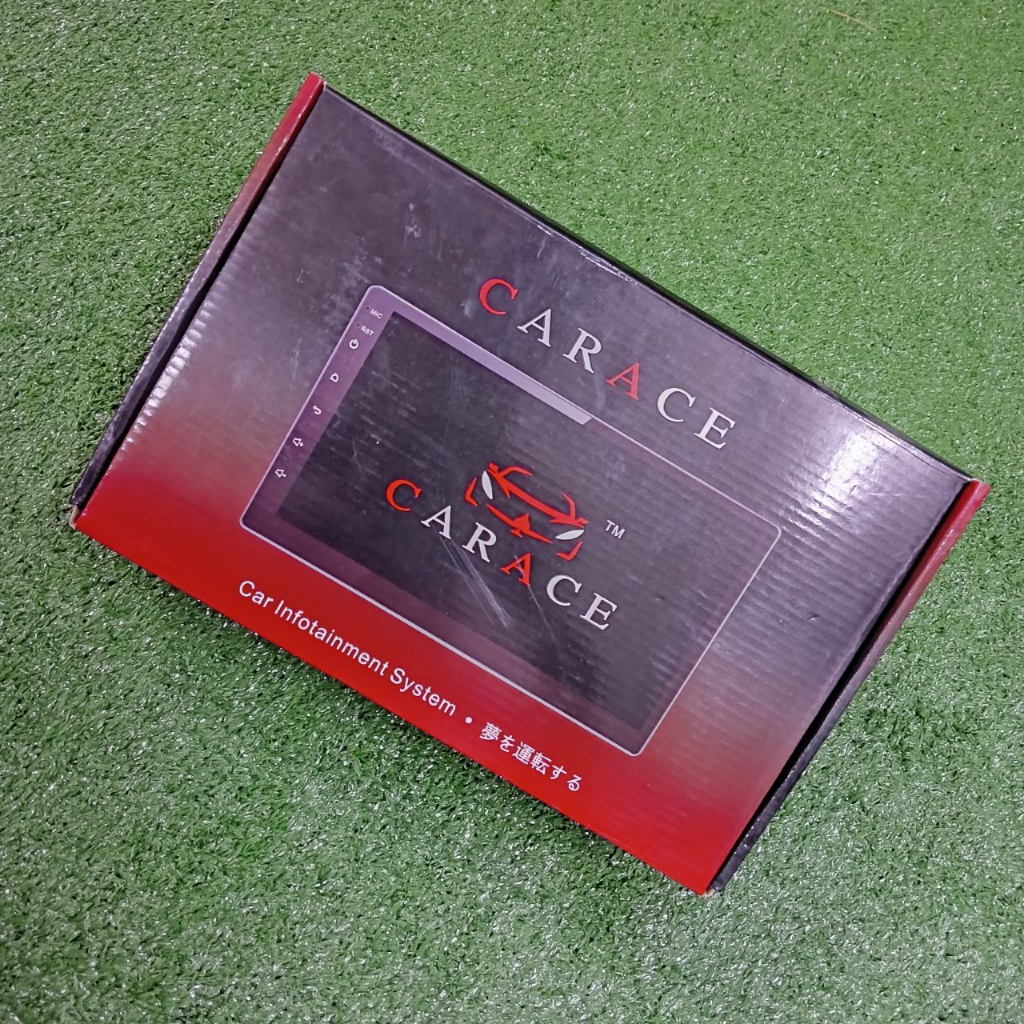 CARACE
MIC
RST
CARACE TM
Car Infotainment System • 夢を運転する